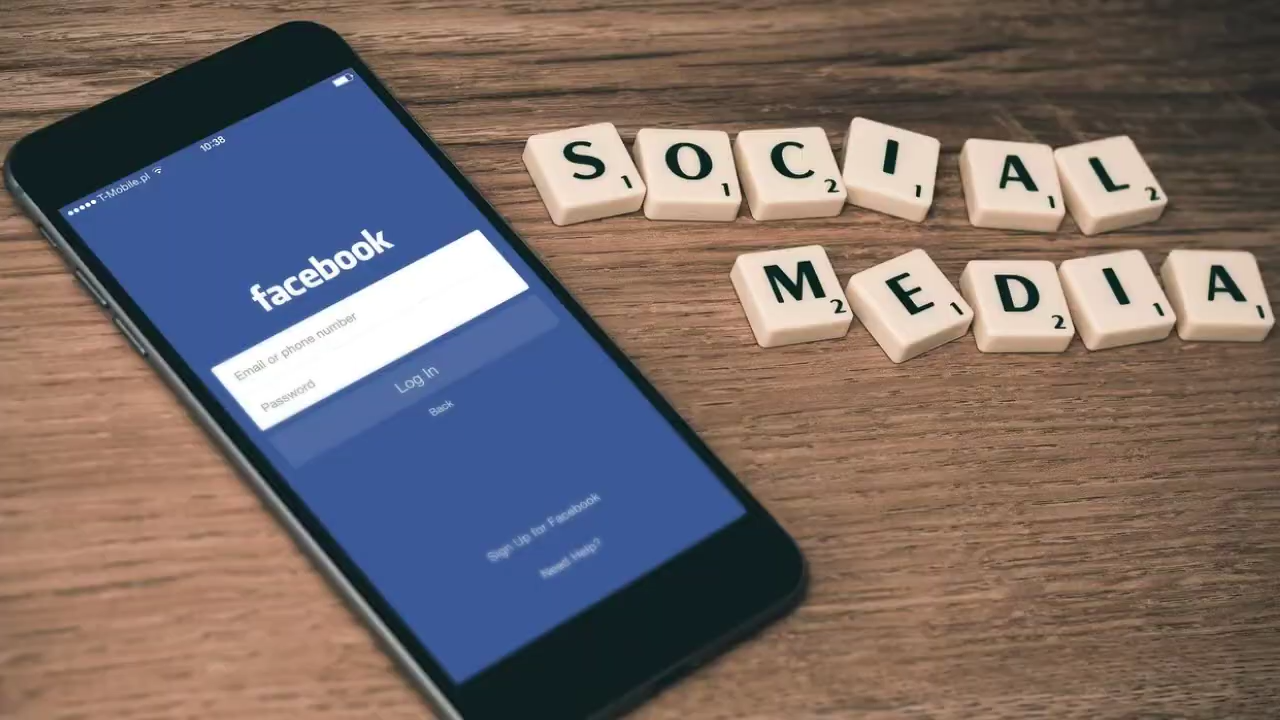 ●●●●● T-Mobile.pl 10:38
facebook
Email or phone number
Password
Log In
Back
Sign Up for Facebook
Need Help?
S1 O1 C2 I1 A1 L2
M2 E1 D2 I1 A1